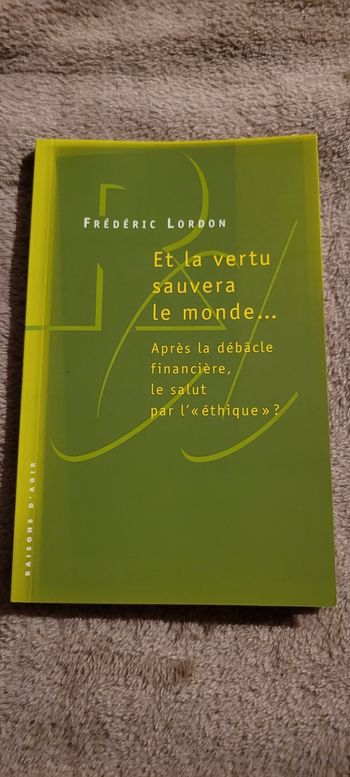 FRÉDÉRIC LORDON
Et la vertu
sauvera
le monde...
Après la débâcle
financière,
le salut
par l'« éthique » ?
RAISONS D'AGIR